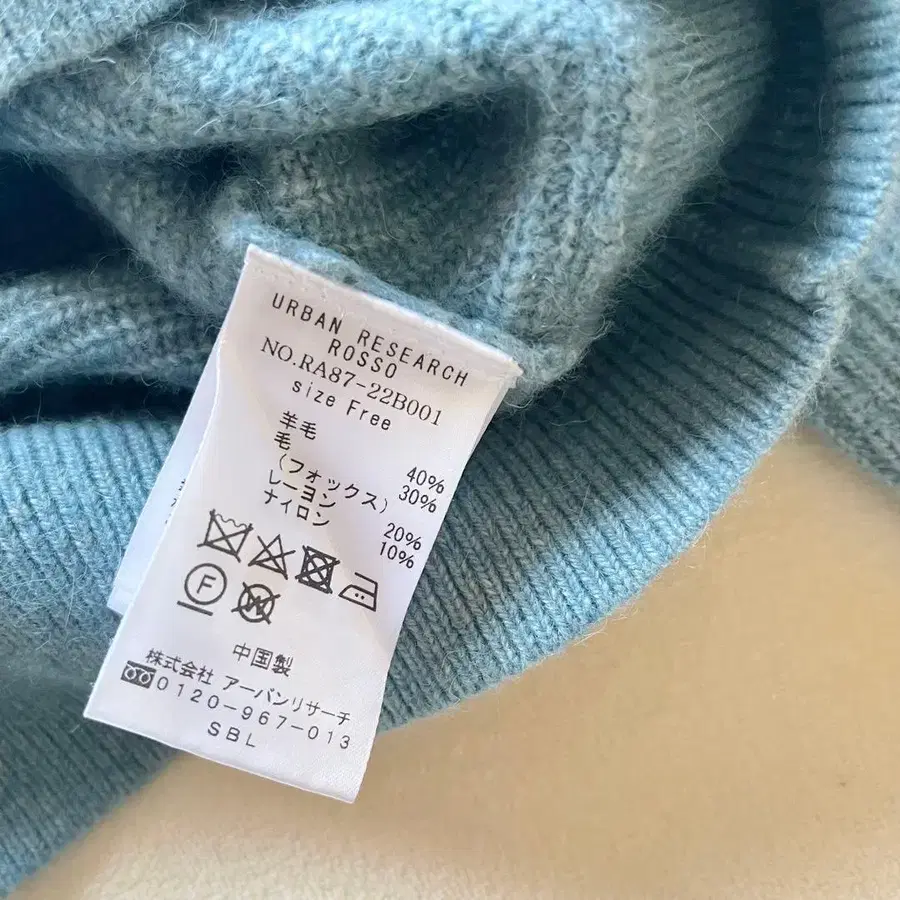 URBAN RESEARCH
ROSSO
NO.RA87-22B001
size Free
羊毛 40%
毛 30%
(フォックス)
レーヨン 20%
ナイロン 10%
F
W
中国製
株式会社 アーバンリサーチ
0120-967-013
SBL